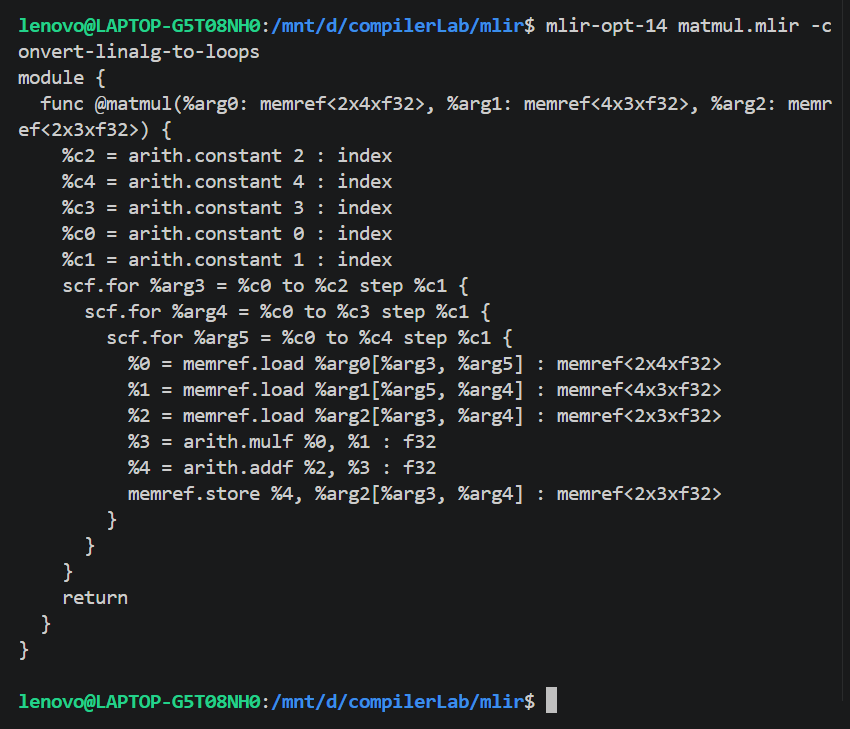 lenovo@LAPTOP-G5T08NH0:/mnt/d/compilerLab/mlir$ mlir-opt-14 matmul.mlir -c
onvert-linalg-to-loops
module {
  func @matmul(%arg0: memref<2x4xf32>, %arg1: memref<4x3xf32>, %arg2: memr
ef<2x3xf32>) {
    %c2 = arith.constant 2 : index
    %c4 = arith.constant 4 : index
    %c3 = arith.constant 3 : index
    %c0 = arith.constant 0 : index
    %c1 = arith.constant 1 : index
    scf.for %arg3 = %c0 to %c2 step %c1 {
      scf.for %arg4 = %c0 to %c3 step %c1 {
        scf.for %arg5 = %c0 to %c4 step %c1 {
          %0 = memref.load %arg0[%arg3, %arg5] : memref<2x4xf32>
          %1 = memref.load %arg1[%arg5, %arg4] : memref<4x3xf32>
          %2 = memref.load %arg2[%arg3, %arg4] : memref<2x3xf32>
          %3 = arith.mulf %0, %1 : f32
          %4 = arith.addf %2, %3 : f32
          memref.store %4, %arg2[%arg3, %arg4] : memref<2x3xf32>
        }
      }
    }
    return
  }
}
lenovo@LAPTOP-G5T08NH0:/mnt/d/compilerLab/mlir$